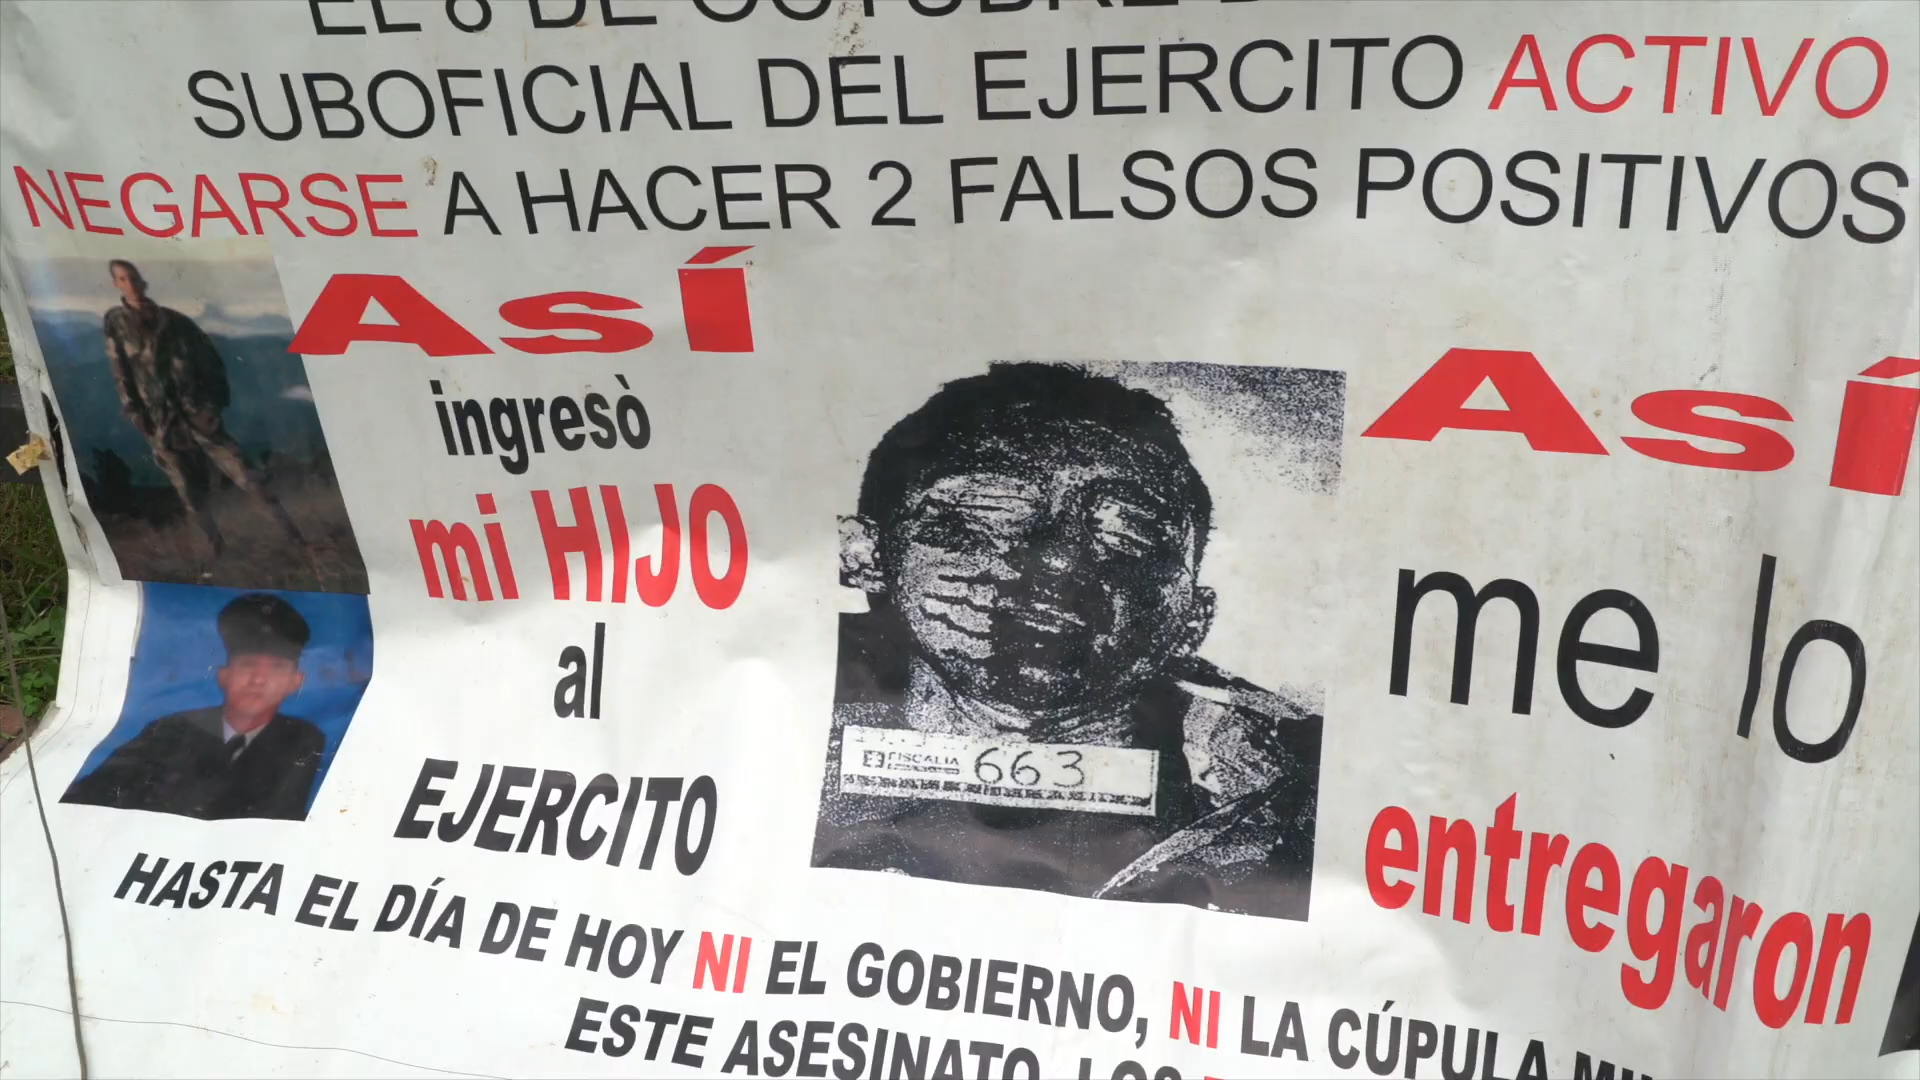 EL 8 DE OCTUBRE DE
SUBOFICIAL DEL EJERCITO ACTIVO
NEGARSE A HACER 2 FALSOS POSITIVOS
Así
ingresò
mi HIJO
al
EJERCITO
FISCALIA 663
Así
me lo
entregaron
HASTA EL DÍA DE HOY NI EL GOBIERNO, NI LA CÚPULA
ESTE ASESINATO, LOS